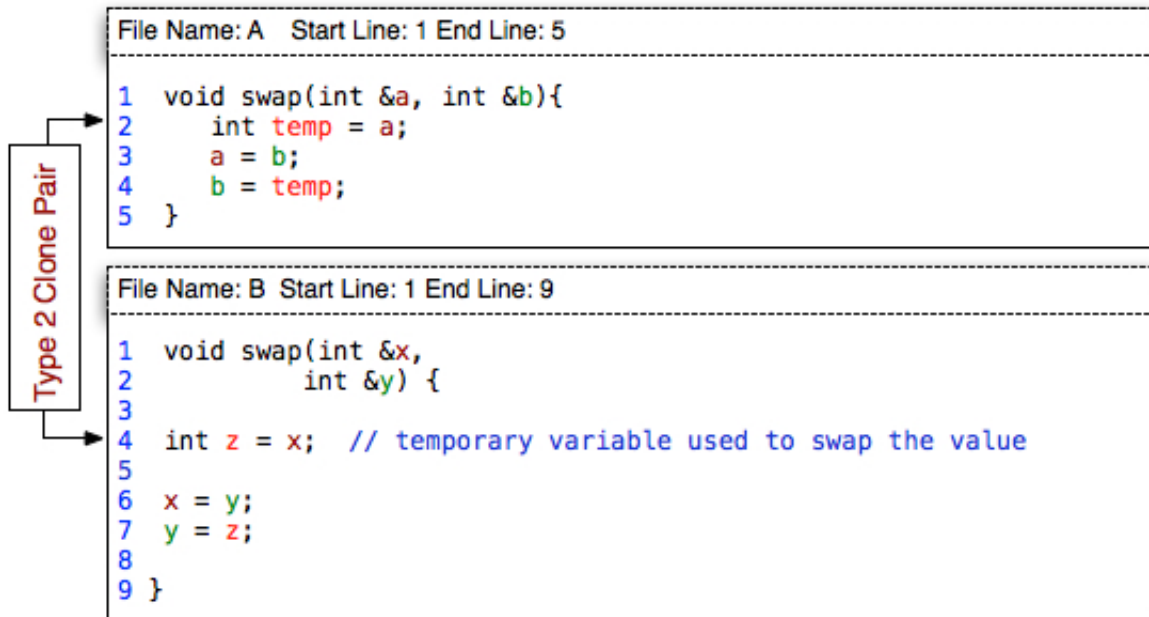 File Name: A    Start Line: 1 End Line: 5
1  void swap(int &a, int &b){
2     int temp = a;
3     a = b;
4     b = temp;
5  }
Type 2 Clone Pair
File Name: B  Start Line: 1 End Line: 9
1  void swap(int &x,
2           int &y) {
3
4  int z = x;  // temporary variable used to swap the value
5
6  x = y;
7  y = z;
8
9 }